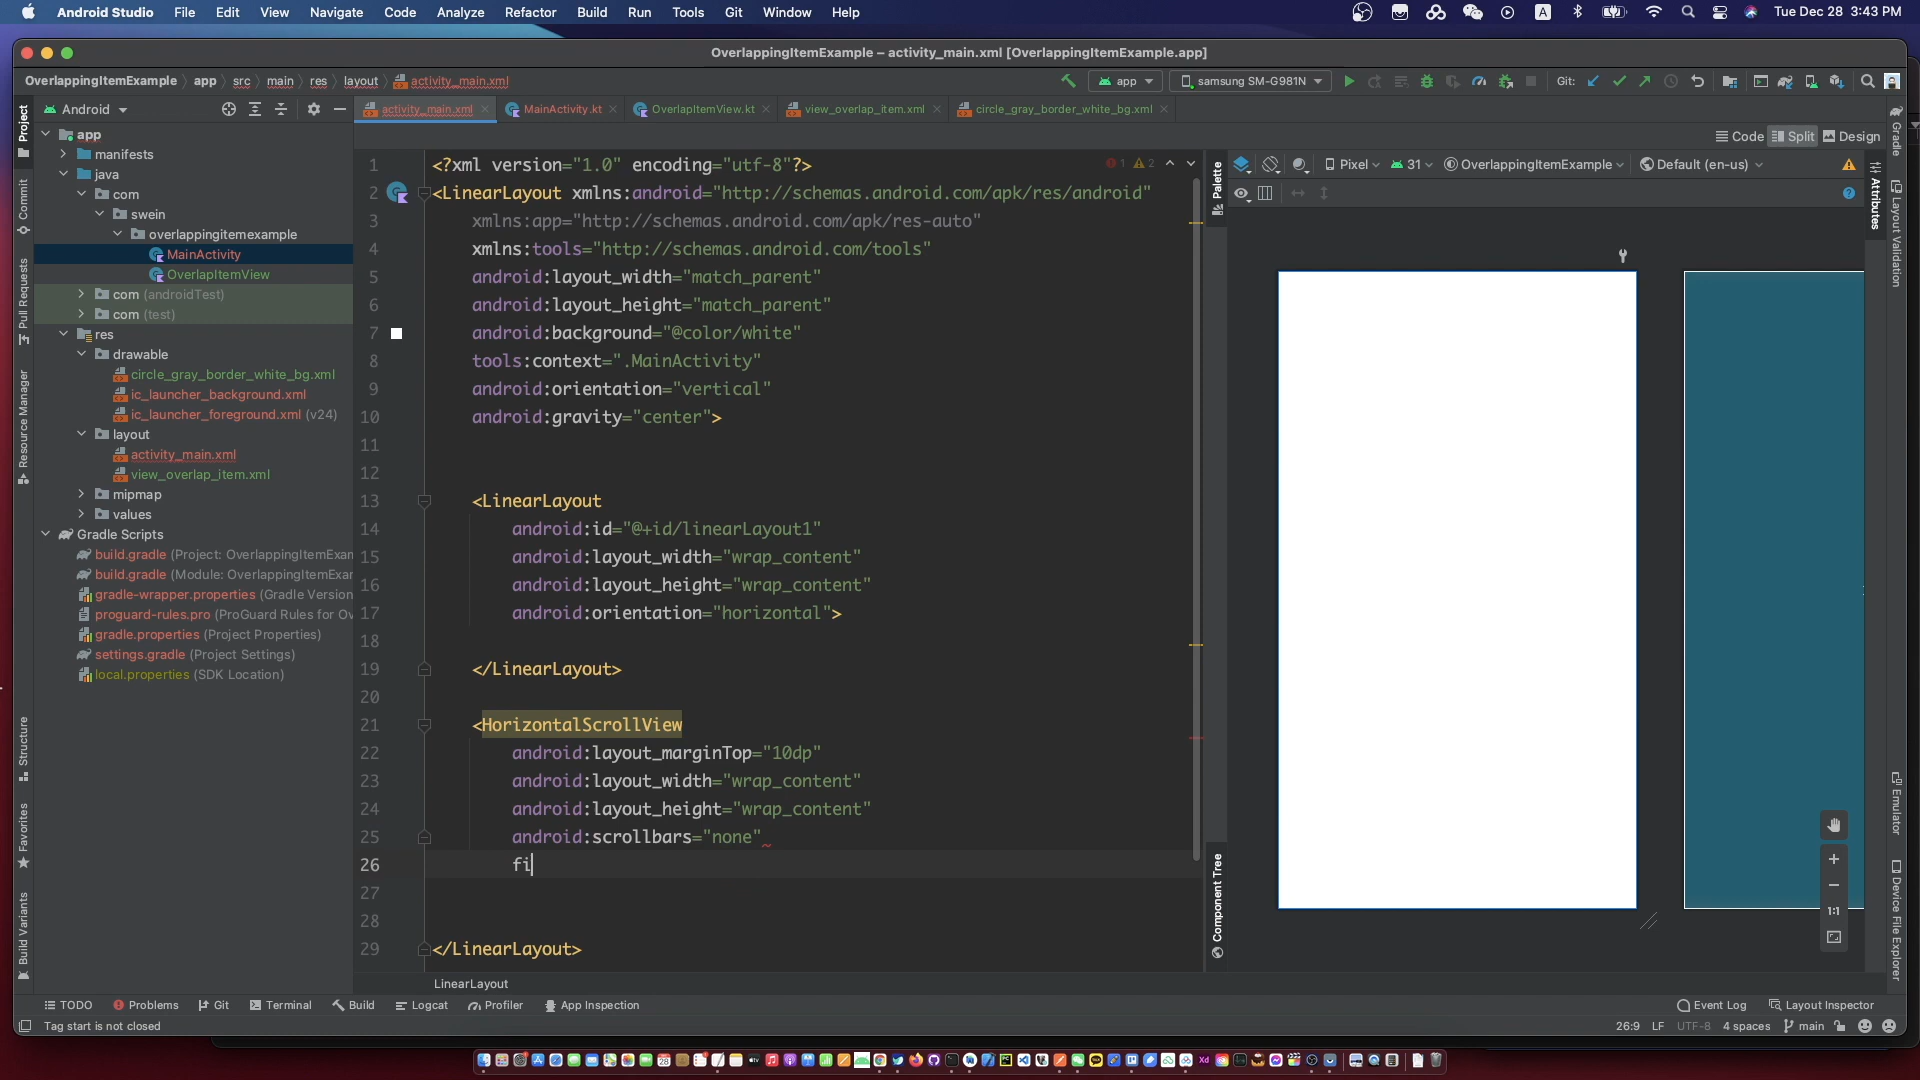 Android Studio File Edit View Navigate Code Analyze Refactor Build Run Tools Git Window Help
A Tue Dec 28 3:43 PM
OverlappingItemExample – activity_main.xml [OverlappingItemExample.app]
OverlappingItemExample app src main res layout activity_main.xml
app samsung SM-G981N Git:
Android
activity_main.xml MainActivity.kt OverlapItemView.kt view_overlap_item.xml circle_gray_border_white_bg.xml
Code Split Design
Project
Commit
Pull Requests
Resource Manager
Structure
Favorites
Build Variants
app
manifests
java
com
swein
overlappingitemexample
MainActivity
OverlapItemView
com (androidTest)
com (test)
res
drawable
circle_gray_border_white_bg.xml
ic_launcher_background.xml
ic_launcher_foreground.xml (v24)
layout
activity_main.xml
view_overlap_item.xml
mipmap
values
Gradle Scripts
build.gradle (Project: OverlappingItemExam
build.gradle (Module: OverlappingItemExam
gradle-wrapper.properties (Gradle Version
proguard-rules.pro (ProGuard Rules for Ov
gradle.properties (Project Properties)
settings.gradle (Project Settings)
local.properties (SDK Location)
1 <?xml version="1.0" encoding="utf-8"?>
2 <LinearLayout xmlns:android="http://schemas.android.com/apk/res/android"
3 xmlns:app="http://schemas.android.com/apk/res-auto"
4 xmlns:tools="http://schemas.android.com/tools"
5 android:layout_width="match_parent"
6 android:layout_height="match_parent"
7 android:background="@color/white"
8 tools:context=".MainActivity"
9 android:orientation="vertical"
10 android:gravity="center">
11
12
13 <LinearLayout
14 android:id="@+id/linearLayout1"
15 android:layout_width="wrap_content"
16 android:layout_height="wrap_content"
17 android:orientation="horizontal">
18
19 </LinearLayout>
20
21 <HorizontalScrollView
22 android:layout_marginTop="10dp"
23 android:layout_width="wrap_content"
24 android:layout_height="wrap_content"
25 android:scrollbars="none"
26 fi
27
28
29 </LinearLayout>
1 2
LinearLayout
Palette
Component Tree
Pixel 31 OverlappingItemExample Default (en-us)
1:1
Gradle
Attributes
Layout Validation
Emulator
Device File Explorer
TODO Problems Git Terminal Build Logcat Profiler App Inspection Event Log Layout Inspector
Tag start is not closed 26:9 LF UTF-8 4 spaces main